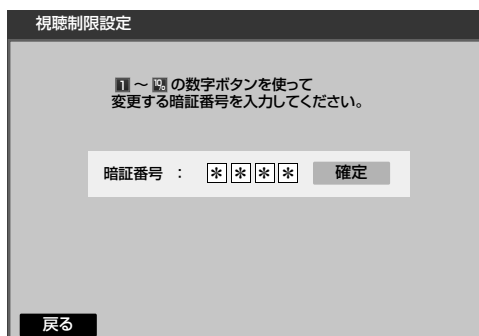 視聴制限設定
1 ～ 10 の数字ボタンを使って
変更する暗証番号を入力してください。
暗証番号 ： ＊ ＊ ＊ ＊ 確定
戻る